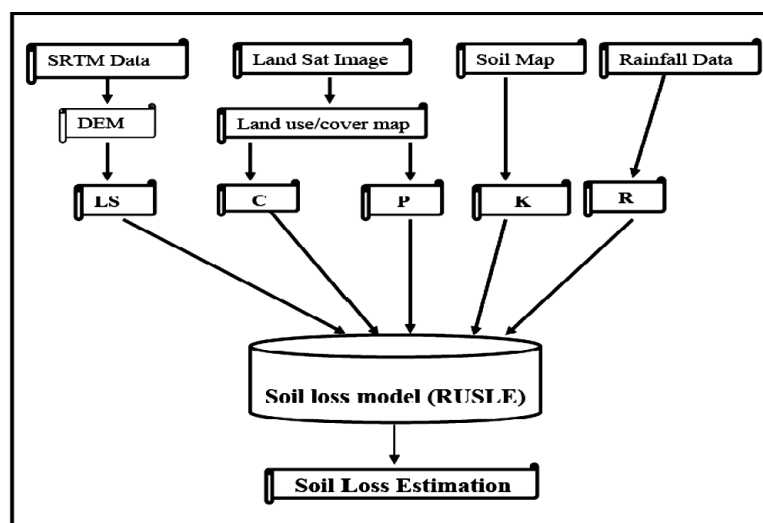 SRTM Data
Land Sat Image
Soil Map
Rainfall Data
DEM
Land use/cover map
LS
C
P
K
R
Soil loss model (RUSLE)
Soil Loss Estimation